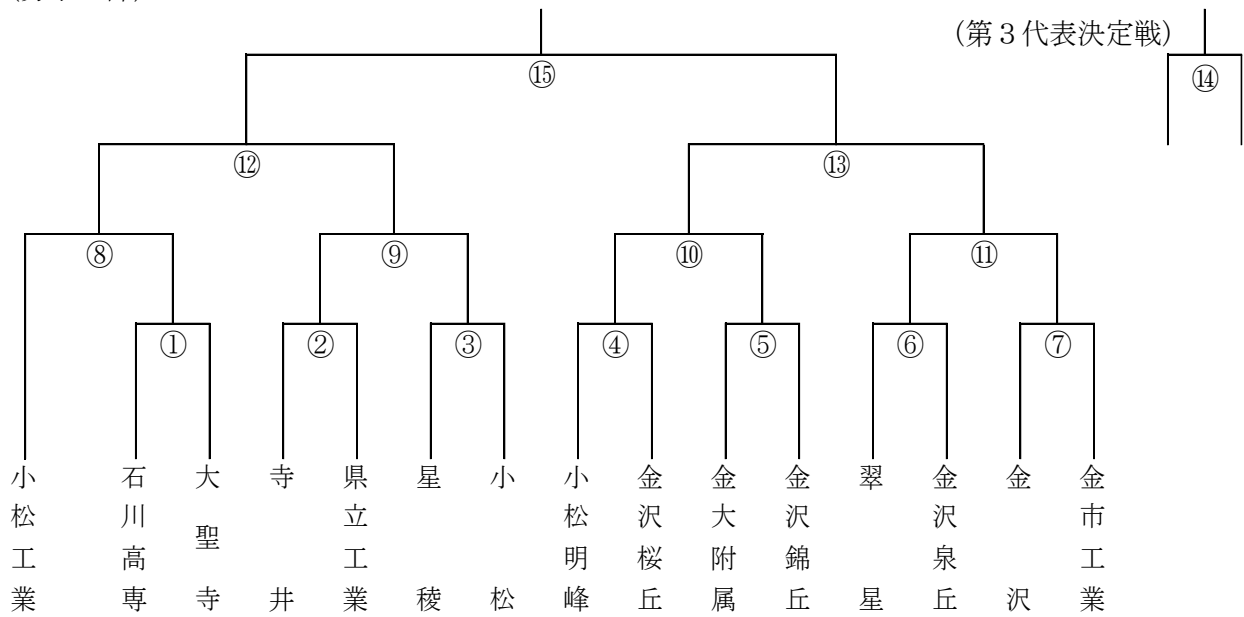 (第３代表決定戦)
⑮
⑭
⑫
⑬
⑧
⑨
⑩
⑪
①
②
③
④
⑤
⑥
⑦
小松工業
石川高専
大聖寺
寺井
県立工業
星稜
小松
小松明峰
金沢桜丘
金大附属
金沢錦丘
翠星
金沢泉丘
金沢
金市工業